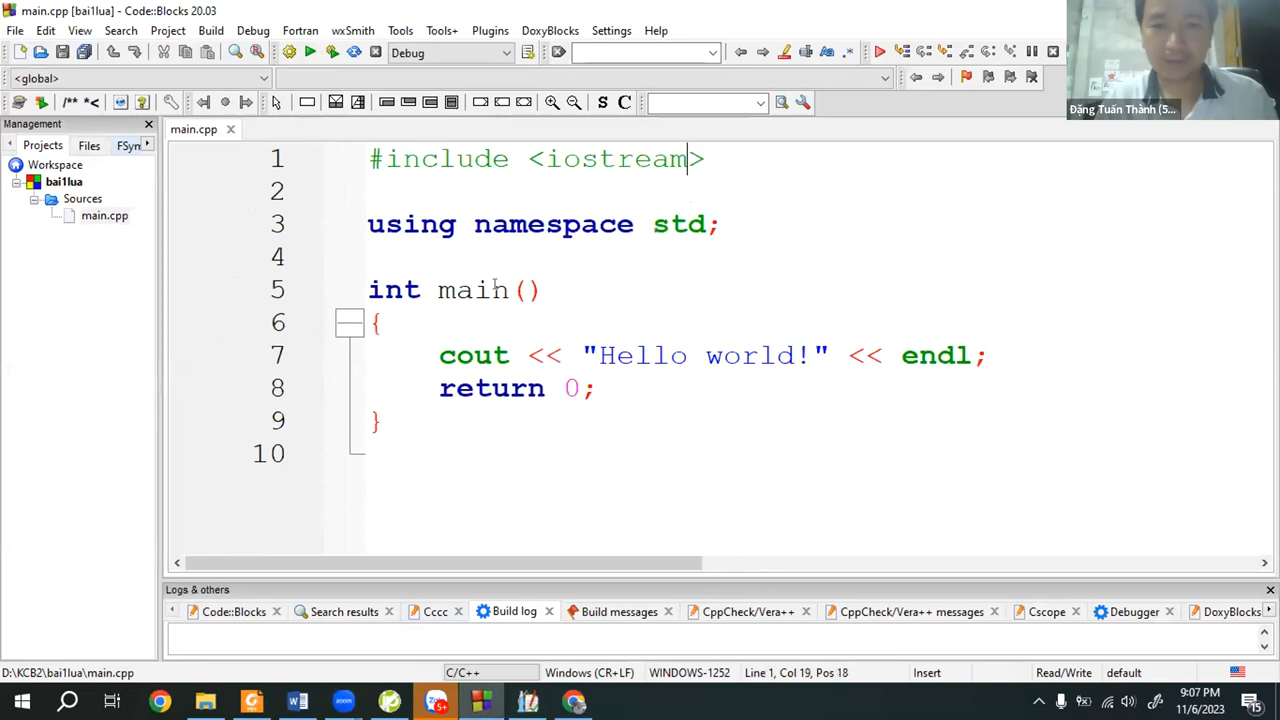 main.cpp [bai1lua] - Code::Blocks 20.03
File Edit View Search Project Build Debug Fortran wxSmith Tools Tools+ Plugins DoxyBlocks Settings Help
Debug
<global>
/** *< S C
Management
Projects Files FSym
Workspace
bai1lua
Sources
main.cpp
main.cpp
1 #include <iostream>
2
3 using namespace std;
4
5 int main()
6 {
7 cout << "Hello world!" << endl;
8 return 0;
9 }
10
Đặng Tuấn Thành (5...
Logs & others
Code::Blocks Search results Cccc Build log Build messages CppCheck/Vera++ CppCheck/Vera++ messages Cscope Debugger DoxyBlocks
D:\KCB2\bai1lua\main.cpp C/C++ Windows (CR+LF) WINDOWS-1252 Line 1, Col 19, Pos 18 Insert Read/Write default
5+
9:07 PM
11/6/2023
15